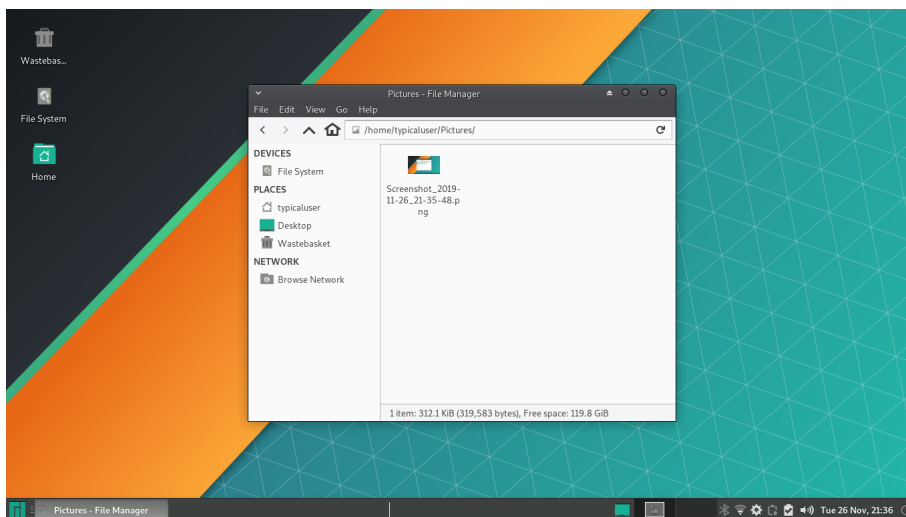 Wastebas...
File System
Home
Pictures - File Manager
File Edit View Go Help
/home/typicaluser/Pictures/
DEVICES
File System
PLACES
typicaluser
Desktop
Wastebasket
NETWORK
Browse Network
Screenshot_2019-
11-26_21-35-48.p
ng
1 item: 312.1 KiB (319,583 bytes), Free space: 119.8 GiB
Pictures - File Manager
Tue 26 Nov, 21:36